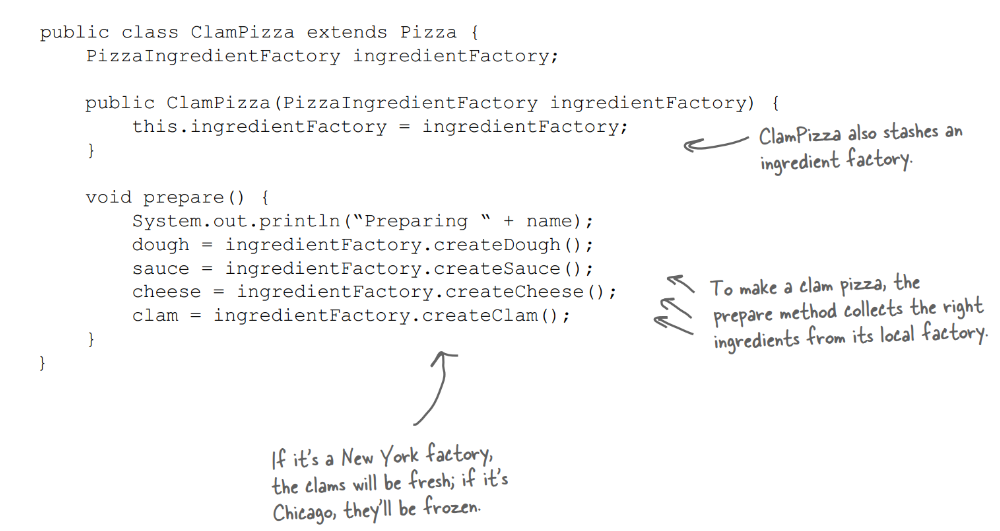 public class ClamPizza extends Pizza {
    PizzaIngredientFactory ingredientFactory;
    public ClamPizza(PizzaIngredientFactory ingredientFactory) {
        this.ingredientFactory = ingredientFactory;
    }
ClamPizza also stashes an
ingredient factory.
    void prepare() {
        System.out.println(“Preparing “ + name);
        dough = ingredientFactory.createDough();
        sauce = ingredientFactory.createSauce();
        cheese = ingredientFactory.createCheese();
        clam = ingredientFactory.createClam();
    }
}
To make a clam pizza, the
prepare method collects the right
ingredients from its local factory.
If it's a New York factory,
the clams will be fresh; if it's
Chicago, they'll be frozen.